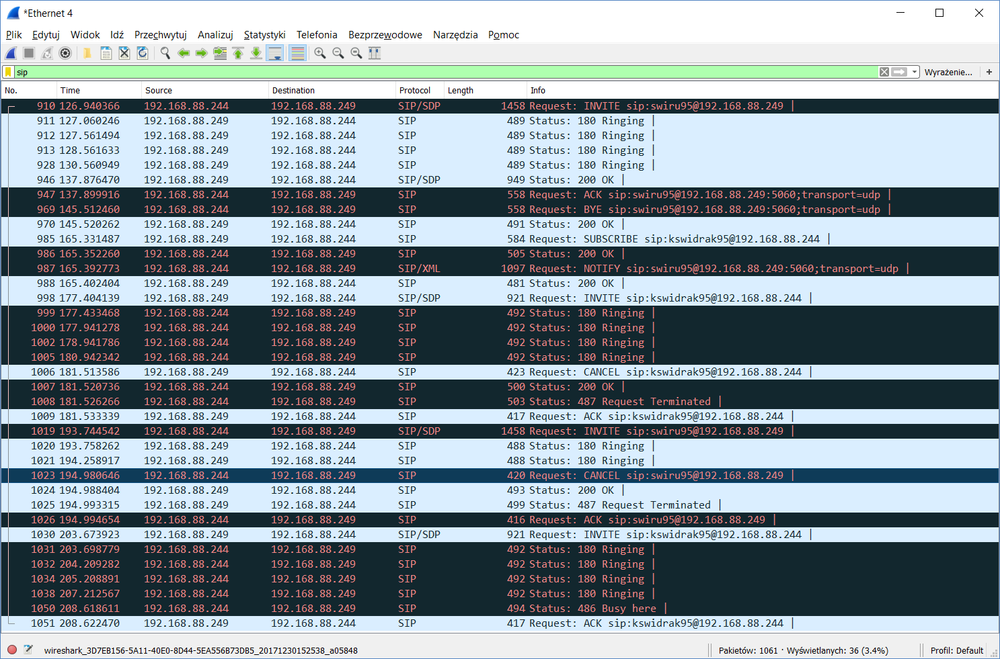 *Ethernet 4
Plik Edytuj Widok Idź Przechwytuj Analizuj Statystyki Telefonia Bezprzewodowe Narzędzia Pomoc
sip Wyrażenie... +
No. Time Source Destination Protocol Length Info
910 126.940366 192.168.88.244 192.168.88.249 SIP/SDP 1458 Request: INVITE sip:swiru95@192.168.88.249 |
911 127.060246 192.168.88.249 192.168.88.244 SIP 489 Status: 180 Ringing |
912 127.561494 192.168.88.249 192.168.88.244 SIP 489 Status: 180 Ringing |
913 128.561633 192.168.88.249 192.168.88.244 SIP 489 Status: 180 Ringing |
928 130.560949 192.168.88.249 192.168.88.244 SIP 489 Status: 180 Ringing |
946 137.876470 192.168.88.249 192.168.88.244 SIP/SDP 949 Status: 200 OK |
947 137.899916 192.168.88.244 192.168.88.249 SIP 558 Request: ACK sip:swiru95@192.168.88.249:5060;transport=udp |
969 145.512460 192.168.88.244 192.168.88.249 SIP 558 Request: BYE sip:swiru95@192.168.88.249:5060;transport=udp |
970 145.520262 192.168.88.249 192.168.88.244 SIP 491 Status: 200 OK |
985 165.331487 192.168.88.249 192.168.88.244 SIP 584 Request: SUBSCRIBE sip:kswidrak95@192.168.88.244 |
986 165.352260 192.168.88.244 192.168.88.249 SIP 505 Status: 200 OK |
987 165.392773 192.168.88.244 192.168.88.249 SIP/XML 1097 Request: NOTIFY sip:swiru95@192.168.88.249:5060;transport=udp |
988 165.402404 192.168.88.249 192.168.88.244 SIP 481 Status: 200 OK |
998 177.404139 192.168.88.249 192.168.88.244 SIP/SDP 921 Request: INVITE sip:kswidrak95@192.168.88.244 |
999 177.433468 192.168.88.244 192.168.88.249 SIP 492 Status: 180 Ringing |
1000 177.941278 192.168.88.244 192.168.88.249 SIP 492 Status: 180 Ringing |
1002 178.941786 192.168.88.244 192.168.88.249 SIP 492 Status: 180 Ringing |
1005 180.942342 192.168.88.244 192.168.88.249 SIP 492 Status: 180 Ringing |
1006 181.513586 192.168.88.249 192.168.88.244 SIP 423 Request: CANCEL sip:kswidrak95@192.168.88.244 |
1007 181.520736 192.168.88.244 192.168.88.249 SIP 500 Status: 200 OK |
1008 181.526266 192.168.88.244 192.168.88.249 SIP 503 Status: 487 Request Terminated |
1009 181.533339 192.168.88.249 192.168.88.244 SIP 417 Request: ACK sip:kswidrak95@192.168.88.244 |
1019 193.744542 192.168.88.244 192.168.88.249 SIP/SDP 1458 Request: INVITE sip:swiru95@192.168.88.249 |
1020 193.758262 192.168.88.249 192.168.88.244 SIP 488 Status: 180 Ringing |
1021 194.258917 192.168.88.249 192.168.88.244 SIP 488 Status: 180 Ringing |
1023 194.980646 192.168.88.244 192.168.88.249 SIP 420 Request: CANCEL sip:swiru95@192.168.88.249 |
1024 194.988404 192.168.88.249 192.168.88.244 SIP 493 Status: 200 OK |
1025 194.993315 192.168.88.249 192.168.88.244 SIP 499 Status: 487 Request Terminated |
1026 194.994654 192.168.88.244 192.168.88.249 SIP 416 Request: ACK sip:swiru95@192.168.88.249 |
1030 203.673923 192.168.88.249 192.168.88.244 SIP/SDP 921 Request: INVITE sip:kswidrak95@192.168.88.244 |
1031 203.698779 192.168.88.244 192.168.88.249 SIP 492 Status: 180 Ringing |
1032 204.209282 192.168.88.244 192.168.88.249 SIP 492 Status: 180 Ringing |
1034 205.208891 192.168.88.244 192.168.88.249 SIP 492 Status: 180 Ringing |
1038 207.212567 192.168.88.244 192.168.88.249 SIP 492 Status: 180 Ringing |
1050 208.618611 192.168.88.244 192.168.88.249 SIP 494 Status: 486 Busy here |
1051 208.622470 192.168.88.249 192.168.88.244 SIP 417 Request: ACK sip:kswidrak95@192.168.88.244 |
wireshark_3D7EB156-5A11-40E0-8D44-5EA556B73DB5_20171230152538_a05848 Pakietów: 1061 · Wyświetlanych: 36 (3.4%) Profil: Default